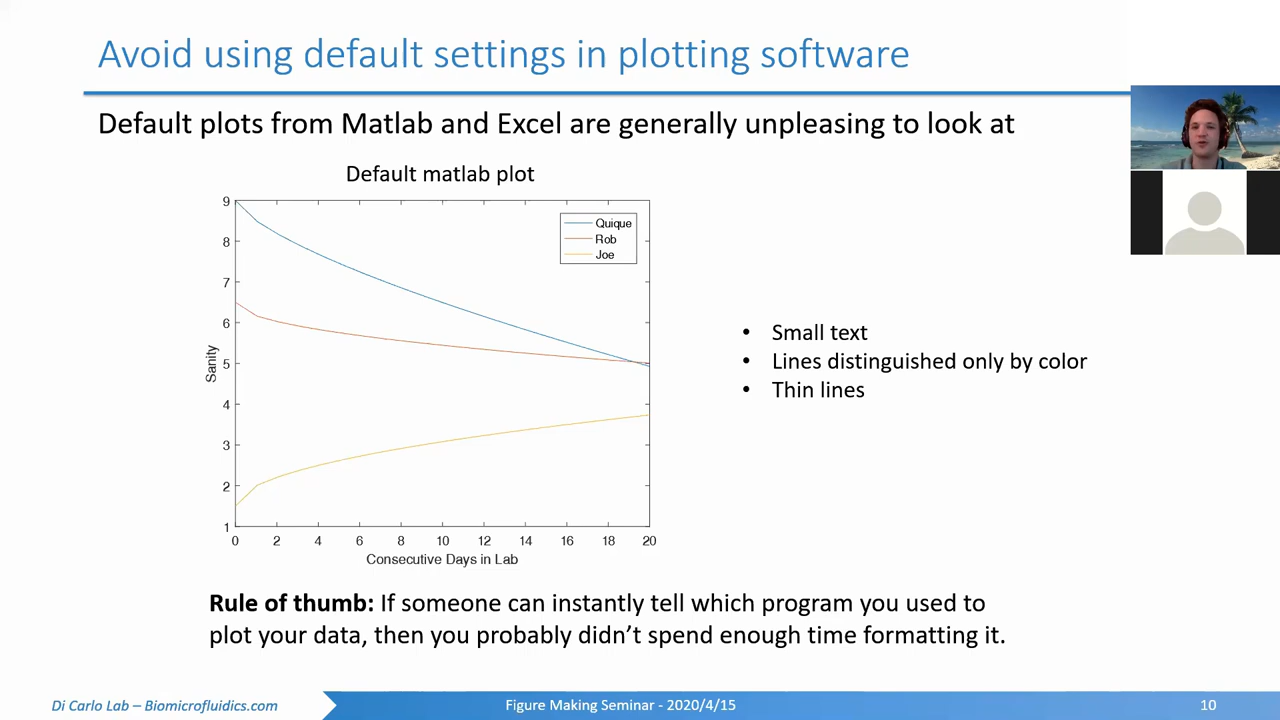 Avoid using default settings in plotting software
Default plots from Matlab and Excel are generally unpleasing to look at
Default matlab plot
9
8
7
6
5
4
3
2
1
Sanity
Quique
Rob
Joe
0 2 4 6 8 10 12 14 16 18 20
Consecutive Days in Lab
• Small text
• Lines distinguished only by color
• Thin lines
Rule of thumb: If someone can instantly tell which program you used to
plot your data, then you probably didn't spend enough time formatting it.
Di Carlo Lab – Biomicrofluidics.com
Figure Making Seminar - 2020/4/15
10